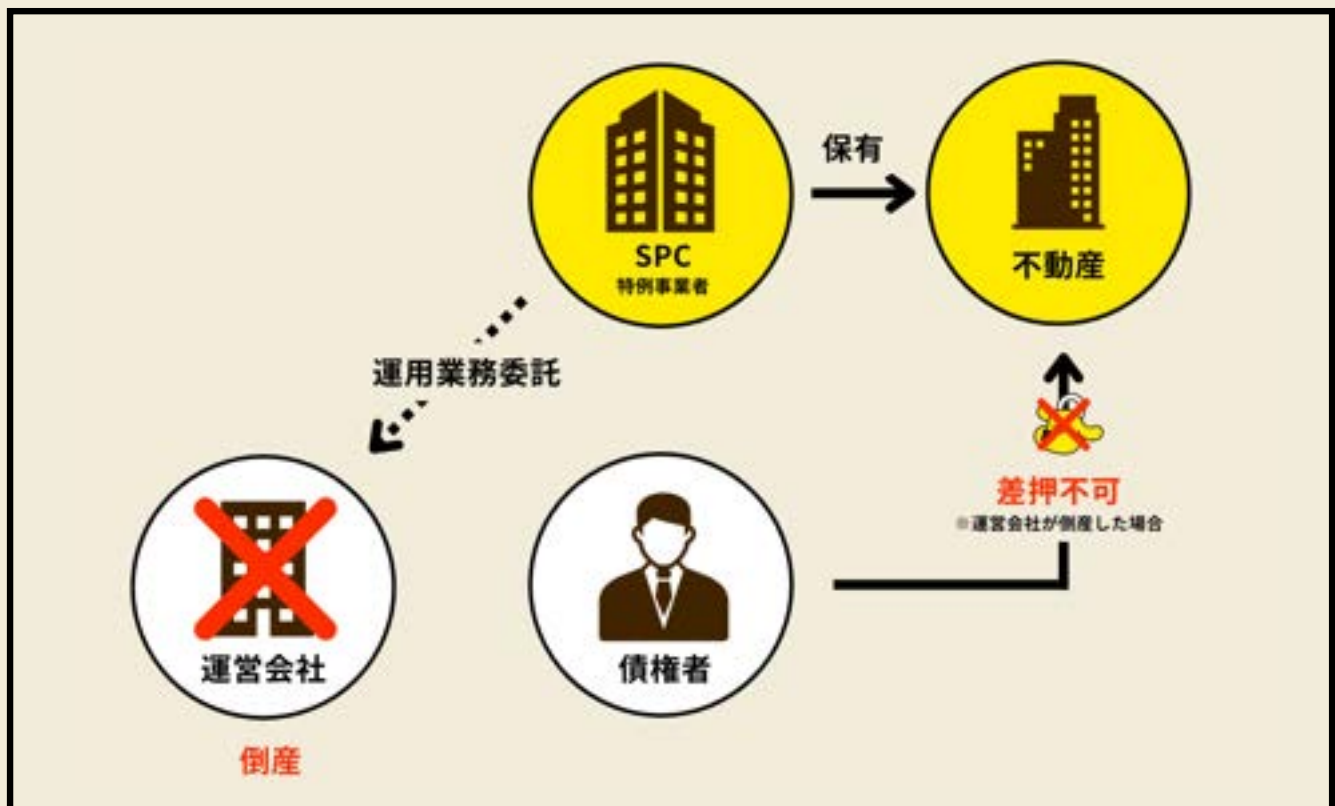 SPC
特例事業者
保有
不動産
運用業務委託
運営会社
倒産
債権者
差押不可
※運営会社が倒産した場合